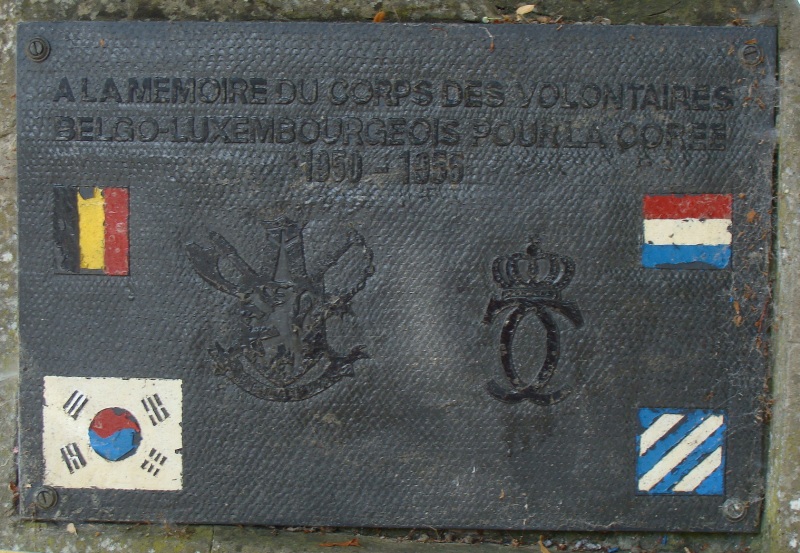 A LA MEMOIRE DU CORPS DES VOLONTAIRES
BELGO-LUXEMBOURGEOIS POUR LA COREE
1950 - 1955